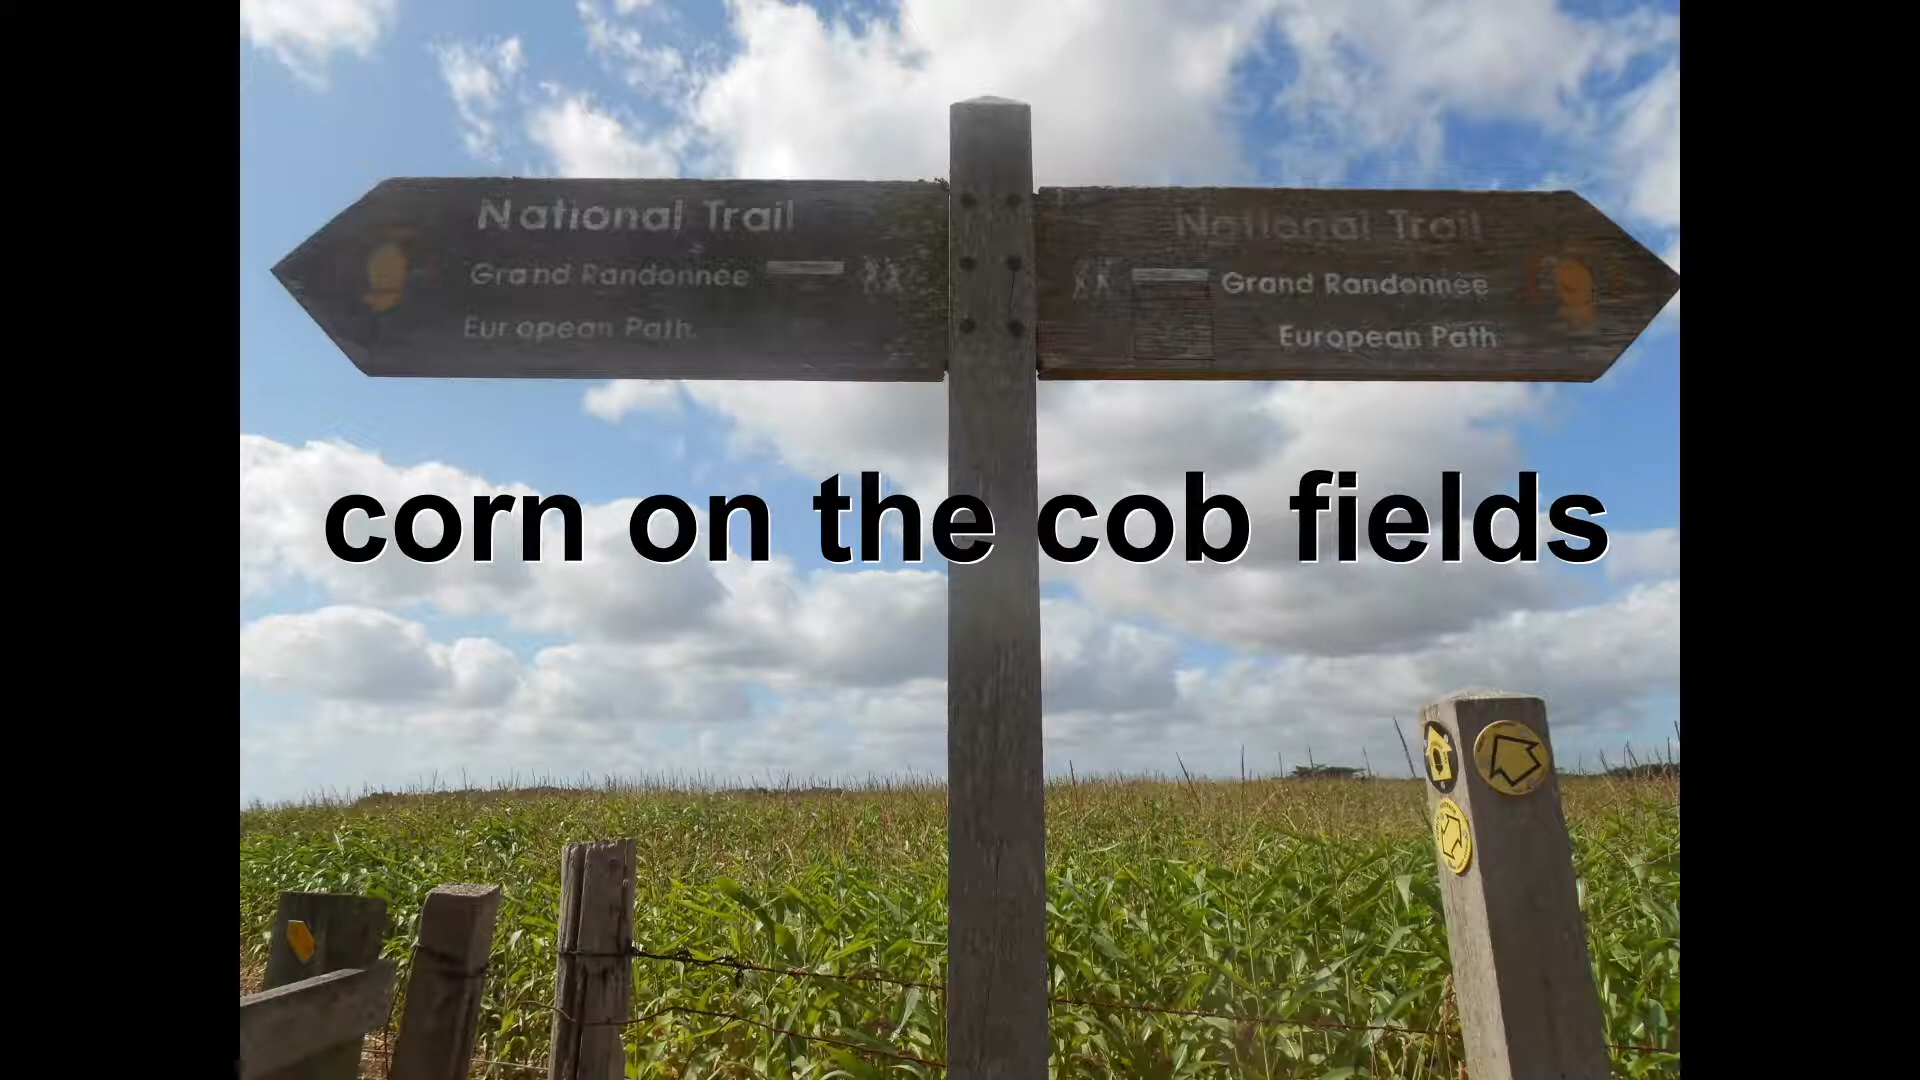 National Trail
Grand Randonnée
European Path
National Trail
Grand Randonnée
European Path
corn on the cob fields